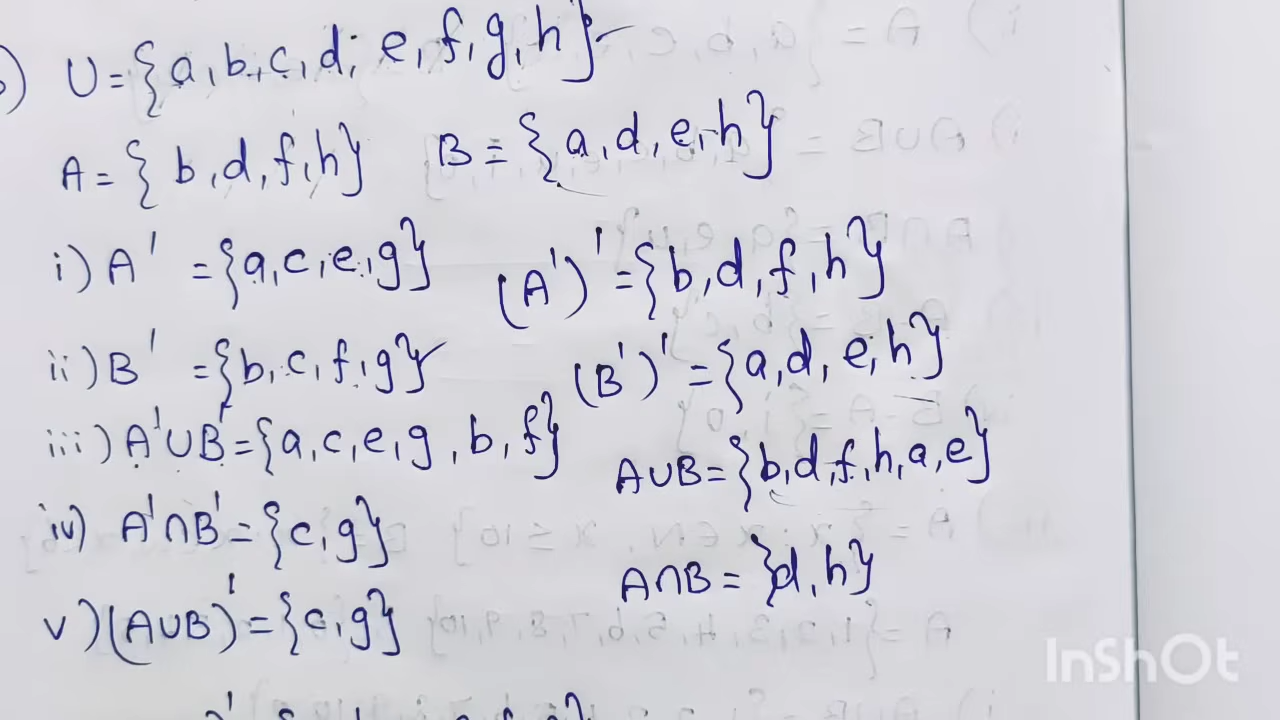 ) U = {a, b, c, d, e, f, g, h}
A = { b, d, f, h} B = {a, d, e, h}
i) A' = {a, c, e, g} (A')' = {b, d, f, h}
ii) B' = {b, c, f, g} (B')' = {a, d, e, h}
iii) A'∪B' = {a, c, e, g, b, f}
A∪B = {b, d, f, h, a, e}
iv) A'∩B' = {c, g}
A∩B = {d, h}
v) (A∪B)' = {c, g}
InShOt